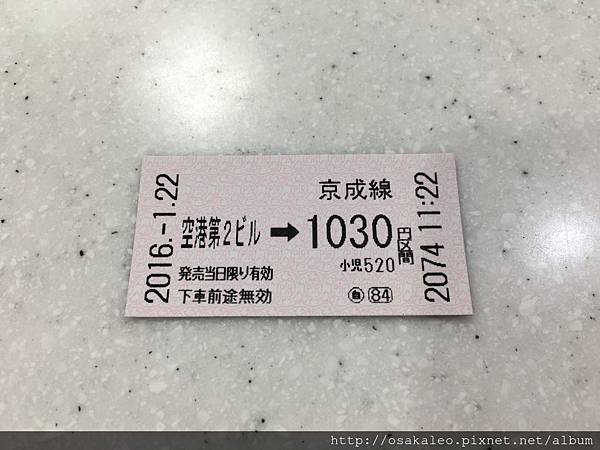 2016.-1.22
京成線
空港第2ビル➡1030円区間
小児520
発売当日限り有効
下車前途無効
自 84
2074 11:22
http://osakaleo.pixnet.net/album